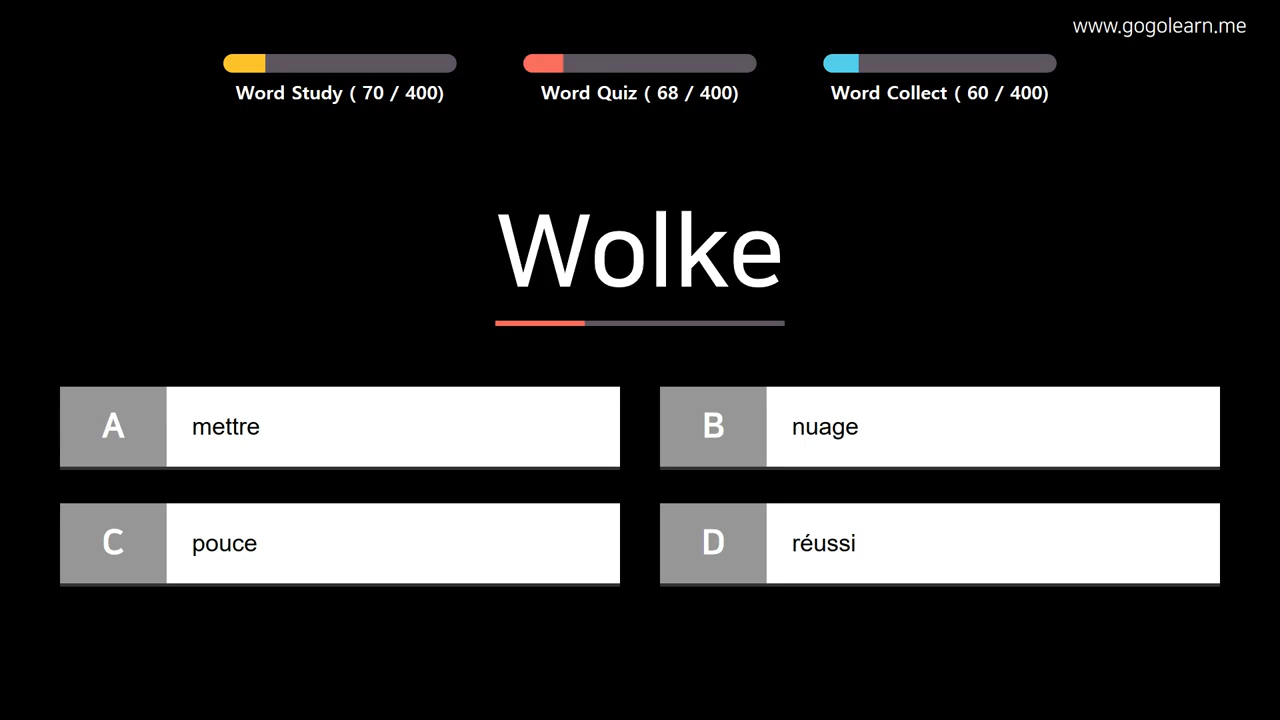 www.gogolearn.me
Word Study ( 70 / 400)
Word Quiz ( 68 / 400)
Word Collect ( 60 / 400)
Wolke
A mettre
B nuage
C pouce
D réussi